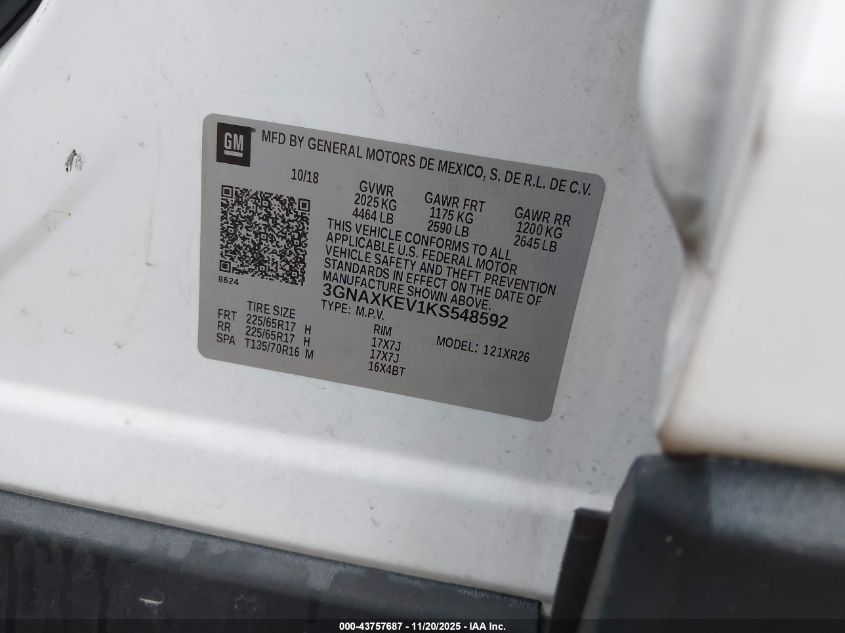 GM
MFD BY GENERAL MOTORS DE MEXICO, S. DE R.L. DE C.V.
10/18
GVWR
2025 KG
4464 LB
GAWR FRT
1175 KG
2590 LB
GAWR RR
1200 KG
2645 LB
THIS VEHICLE CONFORMS TO ALL
APPLICABLE U.S. FEDERAL MOTOR
VEHICLE SAFETY AND THEFT PREVENTION
STANDARDS IN EFFECT ON THE DATE OF
MANUFACTURE SHOWN ABOVE.
8624
3GNAXKEV1KS548592
TYPE: M.P.V.
MODEL: 121XR26
TIRE SIZE RIM
FRT 225/65R17 H 17X7J
RR 225/65R17 H 17X7J
SPA T135/70R16 M 16X4BT
000-43757687 - 11/20/2025 - IAA Inc.